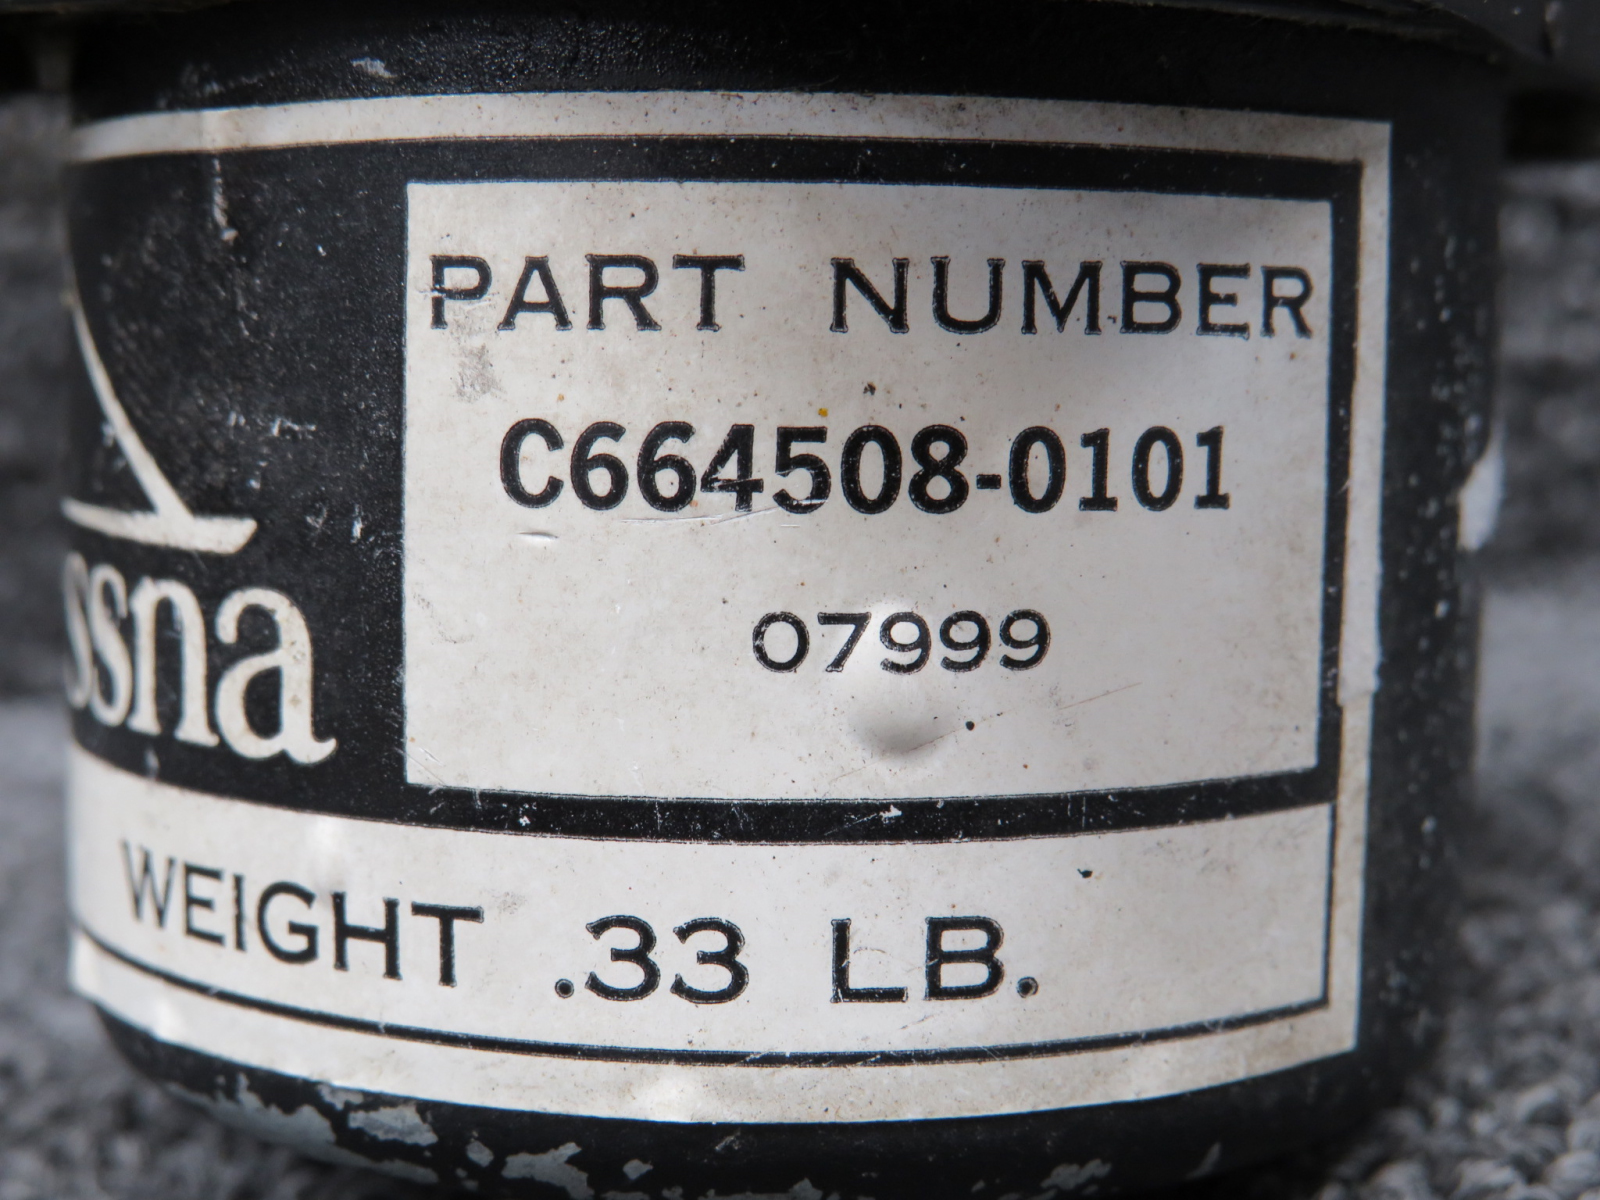 PART NUMBER
C664508-0101
07999
ssna
WEIGHT .33 LB.